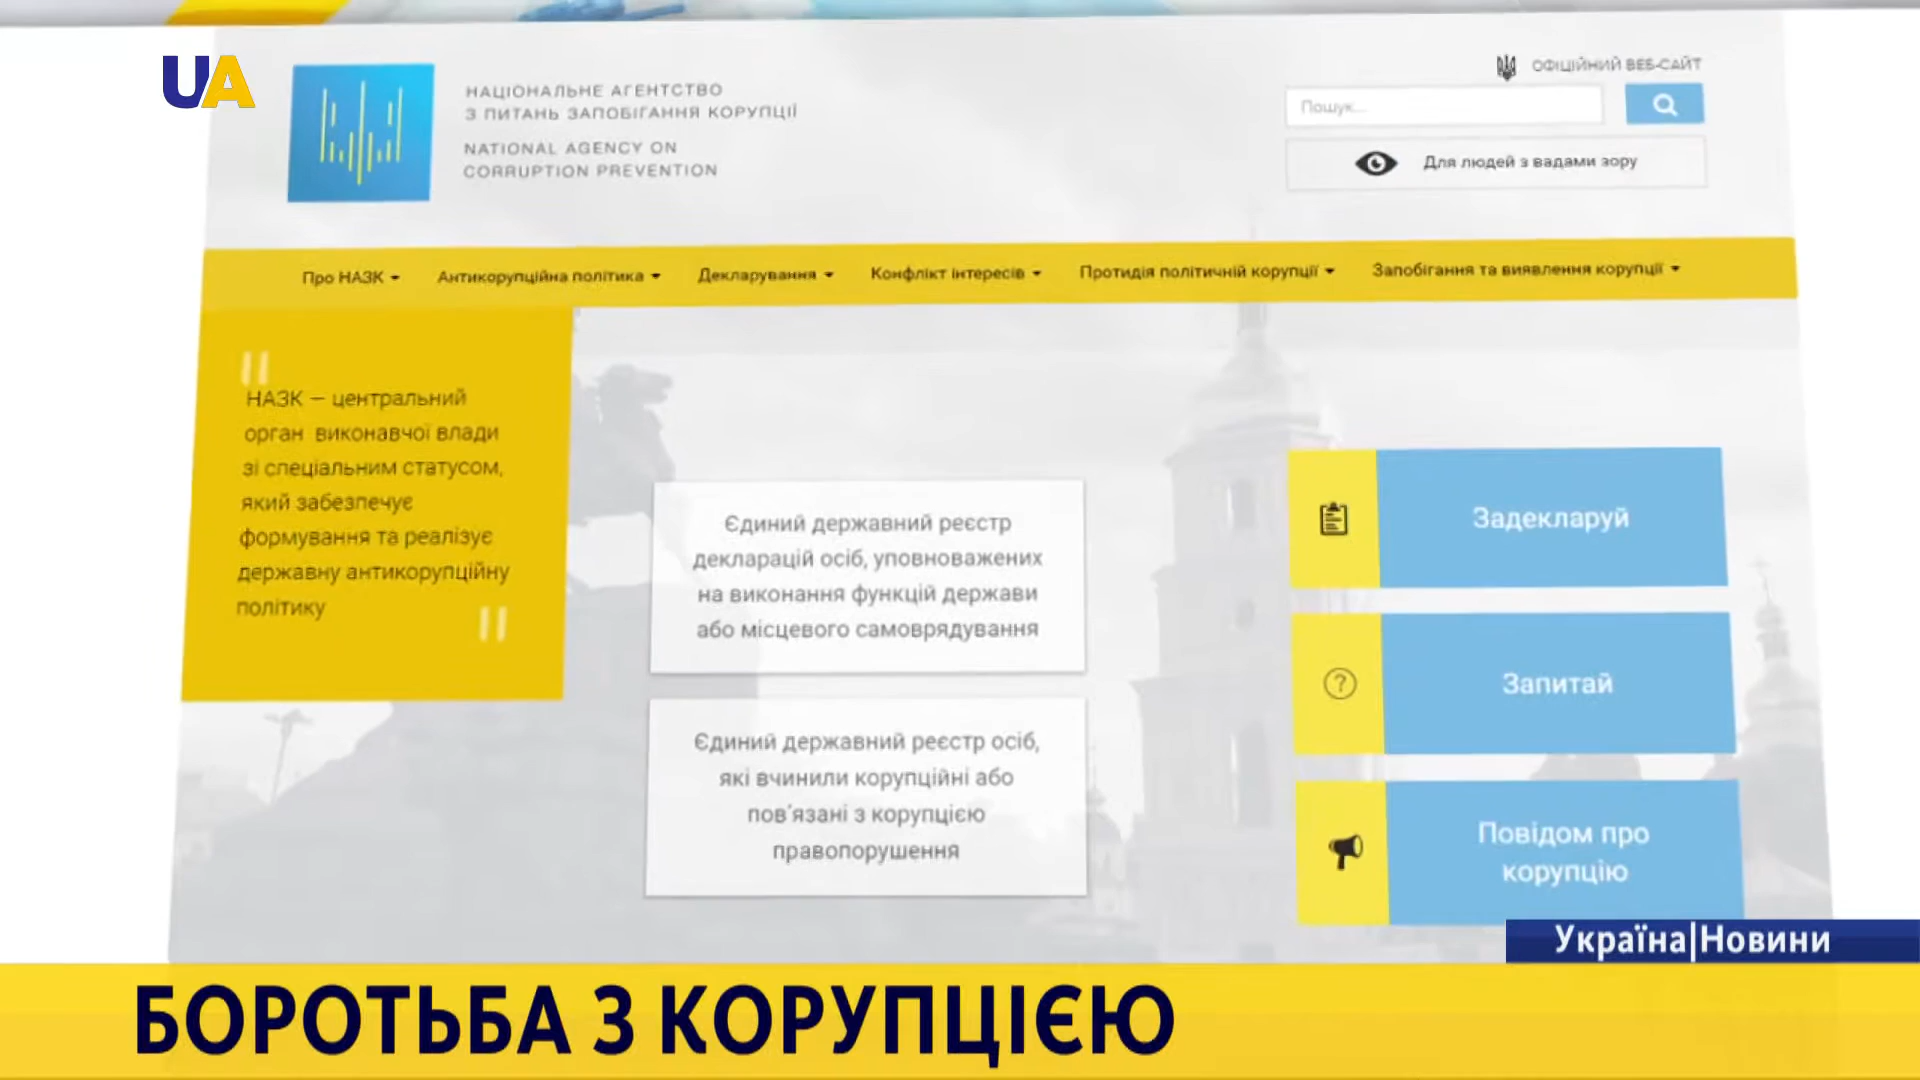 UA
НАЦІОНАЛЬНЕ АГЕНТСТВО
З ПИТАНЬ ЗАПОБІГАННЯ КОРУПЦІЇ
NATIONAL AGENCY ON
CORRUPTION PREVENTION
ОФІЦІЙНИЙ ВЕБ-САЙТ
Пошук...
Для людей з вадами зору
Про НАЗК Антикорупційна політика Декларування Конфлікт інтересів Протидія політичній корупції Запобігання та виявлення корупції
НАЗК – центральний
орган виконавчої влади
зі спеціальним статусом,
який забезпечує
формування та реалізує
державну антикорупційну
політику
Єдиний державний реєстр
декларацій осіб, уповноважених
на виконання функцій держави
або місцевого самоврядування
Єдиний державний реєстр осіб,
які вчинили корупційні або
пов'язані з корупцією
правопорушення
Задекларуй
Запитай
Повідом про
корупцію
Україна|Новини
БОРОТЬБА З КОРУПЦІЄЮ